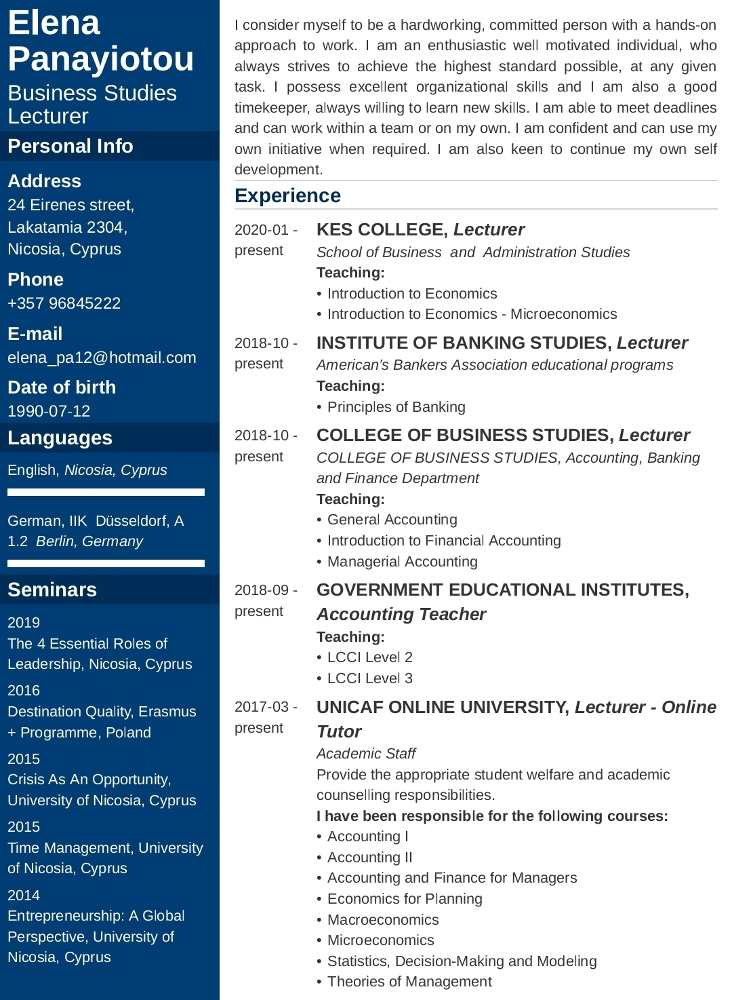 Elena
Panayiotou
Business Studies
Lecturer
Personal Info
Address
24 Eirenes street,
Lakatamia 2304,
Nicosia, Cyprus
Phone
+357 96845222
E-mail
elena_pa12@hotmail.com
Date of birth
1990-07-12
Languages
English, Nicosia, Cyprus
German, IIK  Düsseldorf, A
1.2  Berlin, Germany
Seminars
2019
The 4 Essential Roles of
Leadership, Nicosia, Cyprus
2016
Destination Quality, Erasmus
+ Programme, Poland
2015
Crisis As An Opportunity,
University of Nicosia, Cyprus
2015
Time Management, University
of Nicosia, Cyprus
2014
Entrepreneurship: A Global
Perspective, University of
Nicosia, Cyprus
I consider myself to be a hardworking, committed person with a hands-on
approach to work. I am an enthusiastic well motivated individual, who
always strives to achieve the highest standard possible, at any given
task. I possess excellent organizational skills and I am also a good
timekeeper, always willing to learn new skills. I am able to meet deadlines
and can work within a team or on my own. I am confident and can use my
own initiative when required. I am also keen to continue my own self
development.
Experience
2020-01 -
present
KES COLLEGE, Lecturer
School of Business  and  Administration Studies
Teaching:
• Introduction to Economics
• Introduction to Economics - Microeconomics
2018-10 -
present
INSTITUTE OF BANKING STUDIES, Lecturer
American’s Bankers Association educational programs
Teaching:
• Principles of Banking
2018-10 -
present
COLLEGE OF BUSINESS STUDIES, Lecturer
COLLEGE OF BUSINESS STUDIES, Accounting, Banking
and Finance Department
Teaching:
• General Accounting
• Introduction to Financial Accounting
• Managerial Accounting
2018-09 -
present
GOVERNMENT EDUCATIONAL INSTITUTES,
Accounting Teacher
Teaching:
• LCCI Level 2
• LCCI Level 3
2017-03 -
present
UNICAF ONLINE UNIVERSITY, Lecturer - Online
Tutor
Academic Staff
Provide the appropriate student welfare and academic
counselling responsibilities.
I have been responsible for the following courses:
• Accounting I
• Accounting II
• Accounting and Finance for Managers
• Economics for Planning
• Macroeconomics
• Microeconomics
• Statistics, Decision-Making and Modeling
• Theories of Management